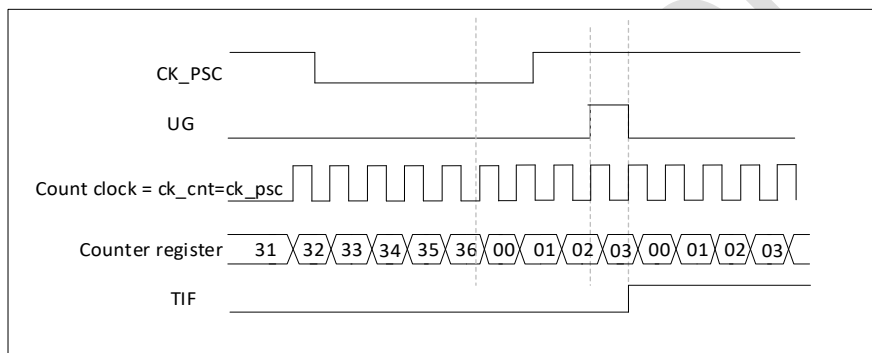 CK_PSC
UG
Count clock = ck_cnt=ck_psc
Counter register 31 32 33 34 35 36 00 01 02 03 00 01 02 03
TIF